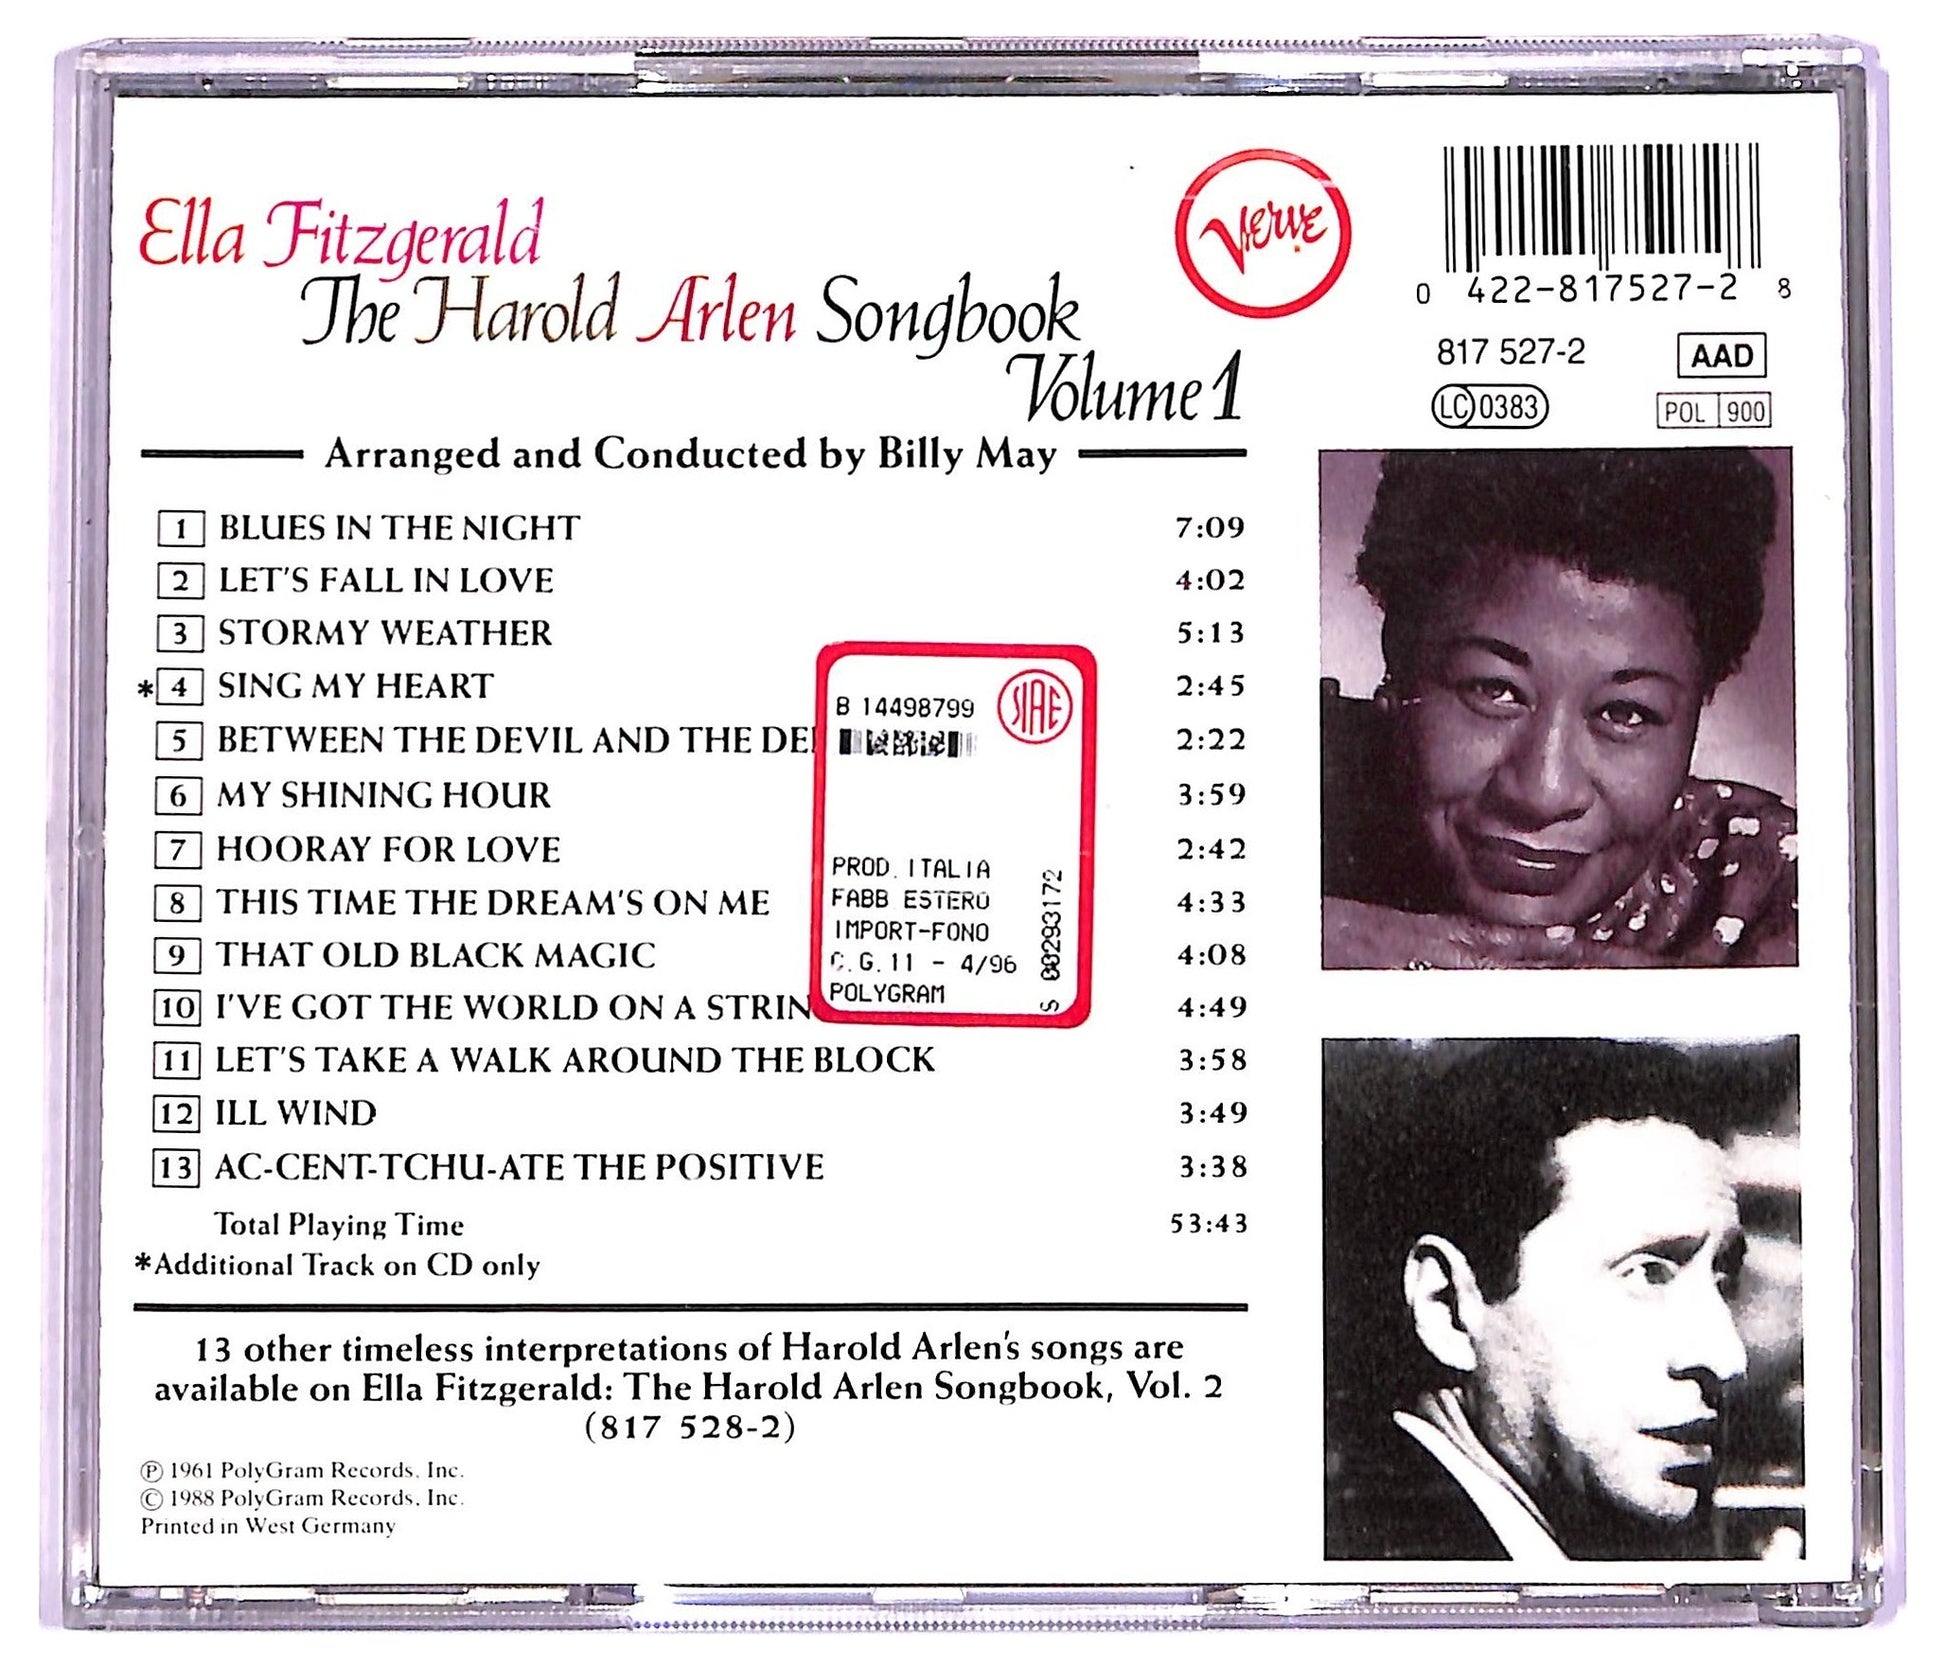 Ella Fitzgerald
The Harold Arlen Songbook
Volume 1
Verve
0 422-817527-2 8
817 527-2
AAD
LC 0383
POL 900
Arranged and Conducted by Billy May
1 BLUES IN THE NIGHT 7:09
2 LET'S FALL IN LOVE 4:02
3 STORMY WEATHER 5:13
*4 SING MY HEART 2:45
5 BETWEEN THE DEVIL AND THE 2:22
6 MY SHINING HOUR 3:59
7 HOORAY FOR LOVE 2:42
8 THIS TIME THE DREAM'S ON ME 4:33
9 THAT OLD BLACK MAGIC 4:08
10 I'VE GOT THE WORLD ON A STRIN 4:49
11 LET'S TAKE A WALK AROUND THE BLOCK 3:58
12 ILL WIND 3:49
13 AC-CENT-TCHU-ATE THE POSITIVE 3:38
Total Playing Time 53:43
*Additional Track on CD only
B 14498799
SIAE
PROD. ITALIA
FABB ESTERO
IMPORT-FONO
C.G.11 - 4/96
POLYGRAM
S 00293172
13 other timeless interpretations of Harold Arlen's songs are
available on Ella Fitzgerald: The Harold Arlen Songbook, Vol. 2
(817 528-2)
℗ 1961 PolyGram Records, Inc.
© 1988 PolyGram Records, Inc.
Printed in West Germany